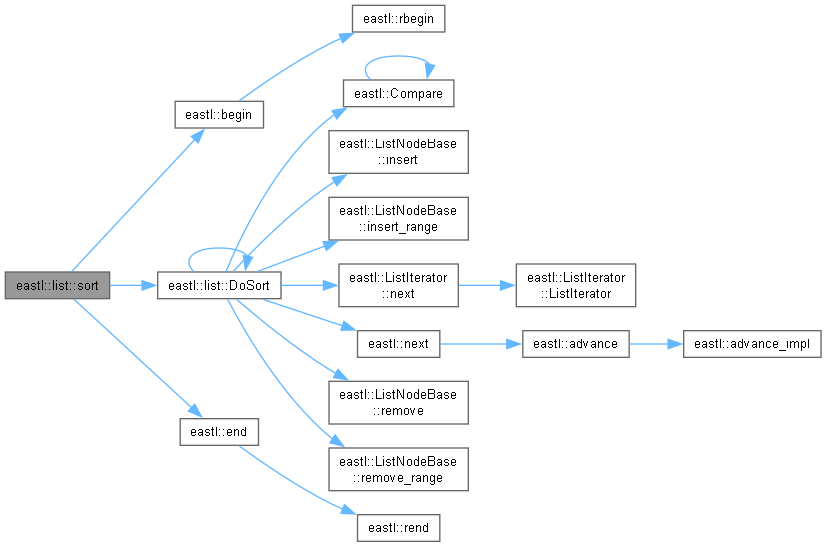 eastl::rbegin
eastl::Compare
eastl::begin
eastl::ListNodeBase
::insert
eastl::ListNodeBase
::insert_range
eastl::list::sort
eastl::list::DoSort
eastl::ListIterator
::next
eastl::ListIterator
::ListIterator
eastl::next
eastl::advance
eastl::advance_impl
eastl::ListNodeBase
::remove
eastl::end
eastl::ListNodeBase
::remove_range
eastl::rend